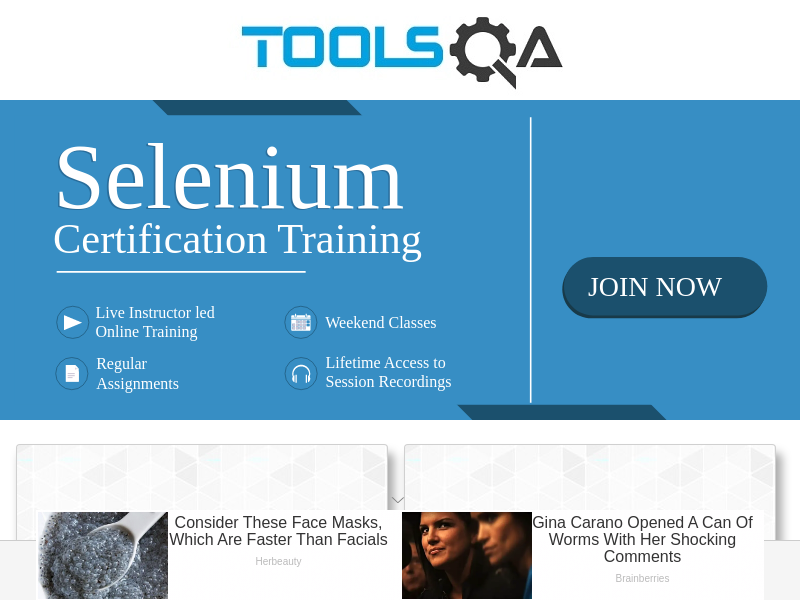 TOOLSQA
Selenium
Certification Training
JOIN NOW
Live Instructor led
Online Training
Weekend Classes
Regular
Assignments
Lifetime Access to
Session Recordings
Consider These Face Masks,
Which Are Faster Than Facials
Herbeauty
Gina Carano Opened A Can Of
Worms With Her Shocking
Comments
Brainberries